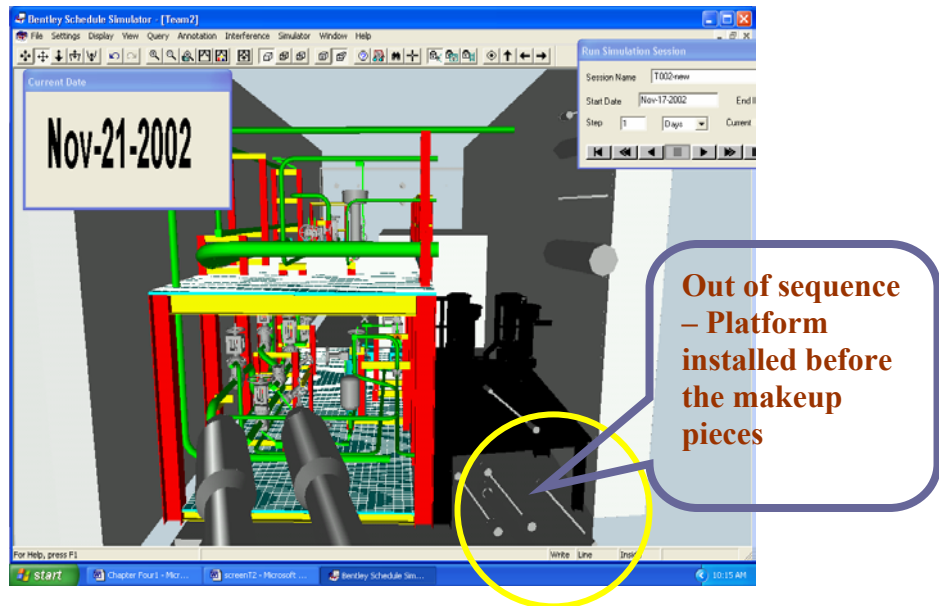 Bentley Schedule Simulator - [Team2]
File Settings Display View Query Annotation Interference Simulator Window Help
Current Date
Nov-21-2002
Run Simulation Session
Session Name T002-new
Start Date Nov-17-2002 End
Step 1 Days Current
Out of sequence
– Platform
installed before
the makeup
pieces
For Help, press F1
Write Line
start Chapter Four1 - Micr... screenT2 - Microsoft ... Bentley Schedule Sim... 10:15 AM